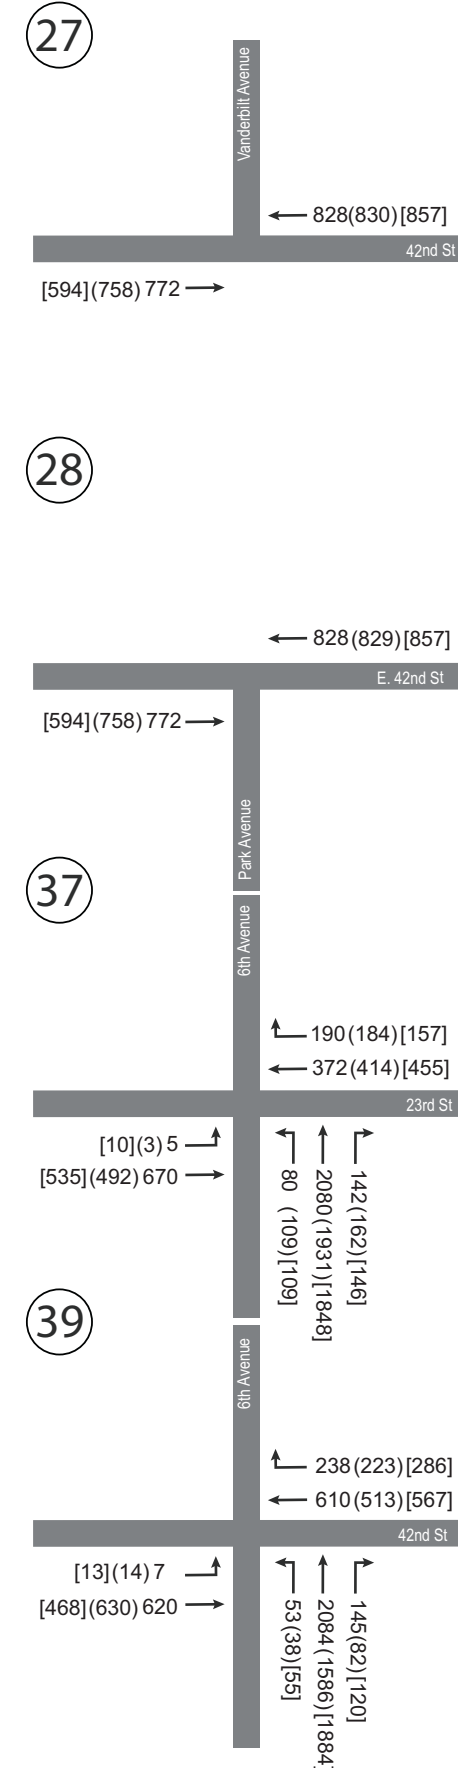 27
Vanderbilt Avenue
828(830)[857]
42nd St
[594](758) 772
28
828(829)[857]
E. 42nd St
[594](758) 772
Park Avenue
37
6th Avenue
190(184)[157]
372(414)[455]
23rd St
[10](3) 5
[535](492) 670
80 (109)[109]
2080(1931)[1848]
142(162)[146]
39
6th Avenue
238(223)[286]
610(513)[567]
42nd St
[13](14) 7
[468](630) 620
53(38)[55]
2084(1586)[1884]
145(82)[120]